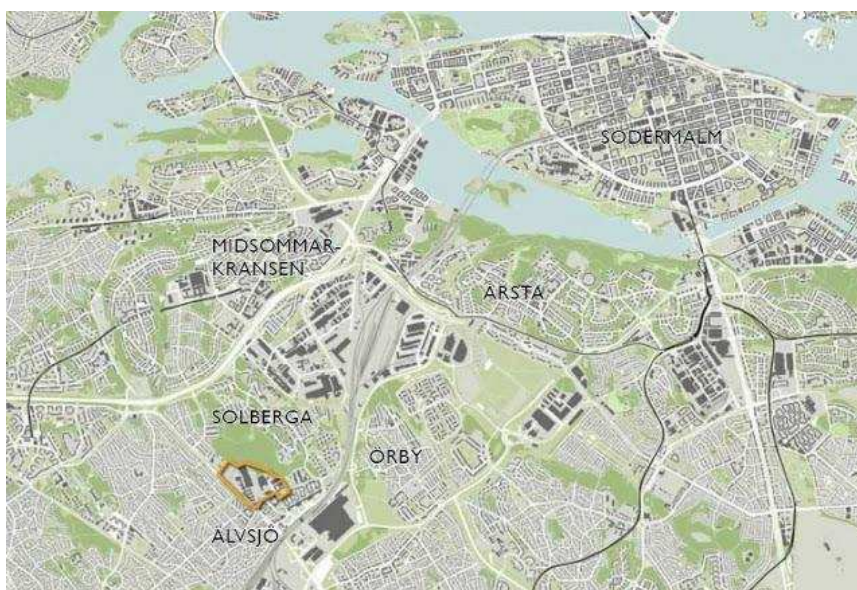 SÖDERMALM
MIDSOMMAR-
KRANSEN
ÅRSTA
SOLBERGA
ÖRBY
ÄLVSJÖ